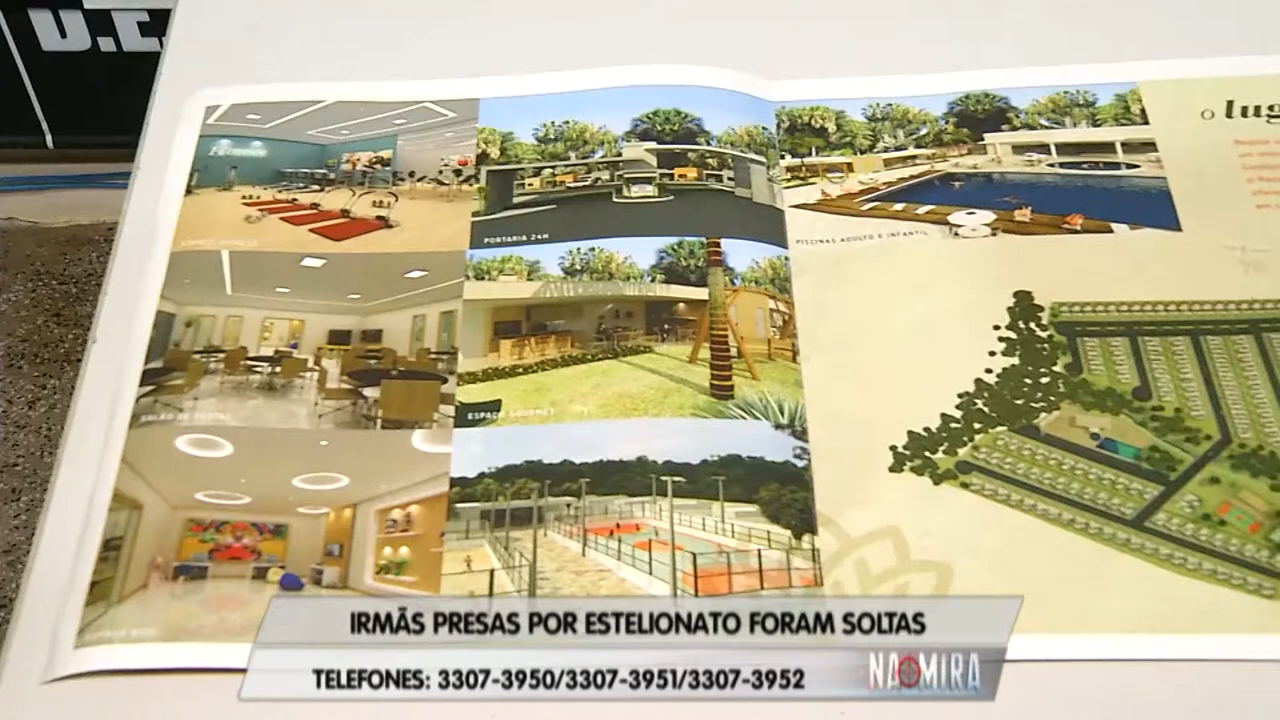 U.E.
o lug
Fitness
PORTARIA 24H
PISCINAS ADULTO E INFANTIL
SALÃO DE FESTAS
ESPAÇO GOURMET
IRMÃS PRESAS POR ESTELIONATO FORAM SOLTAS
TELEFONES: 3307-3950/3307-3951/3307-3952
NA MIRA